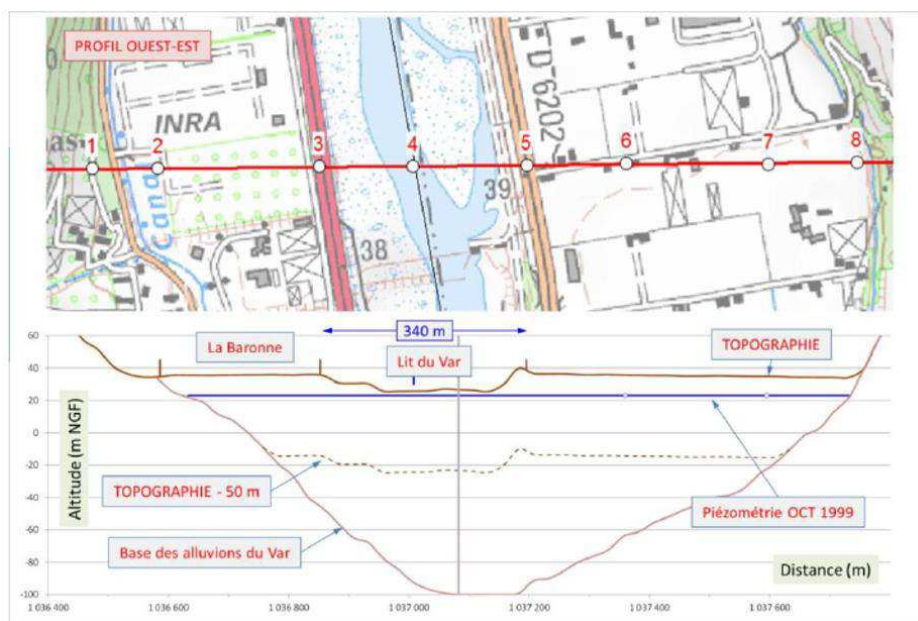 PROFIL OUEST-EST
INRA
Canal
D 6202
38
39
1
2
3
4
5
6
7
8
340 m
La Baronne
Lit du Var
TOPOGRAPHIE
TOPOGRAPHIE - 50 m
Piézométrie OCT 1999
Base des alluvions du Var
Distance (m)
Altitude (m NGF)
60
40
20
0
-20
-40
-60
-80
-100
1 036 400
1 036 600
1 036 800
1 037 000
1 037 200
1 037 400
1 037 600